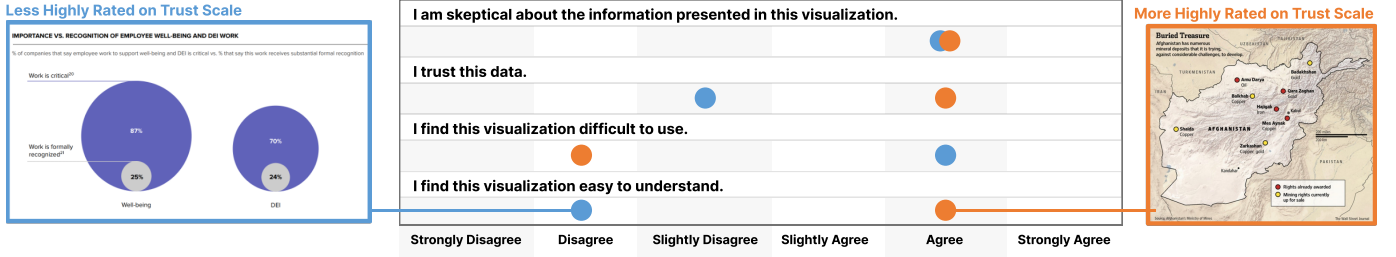 Less Highly Rated on Trust Scale
IMPORTANCE VS. RECOGNITION OF EMPLOYEE WELL-BEING AND DEI WORK
% of companies that say employee work to support well-being and DEI is critical vs. % that say this work receives substantial formal recognition
Work is critical²⁰
87%
70%
Work is formally
recognized²¹
25%
24%
Well-being
DEI
I am skeptical about the information presented in this visualization.
I trust this data.
I find this visualization difficult to use.
I find this visualization easy to understand.
Strongly Disagree
Disagree
Slightly Disagree
Slightly Agree
Agree
Strongly Agree
More Highly Rated on Trust Scale
Buried Treasure
Afghanistan has numerous
mineral deposits that it is trying,
against considerable challenges, to develop.
UZBEKISTAN
TAJIKISTAN
TURKMENISTAN
IRAN
Badakhshan
Gold
Amu Darya
Oil
Qara Zaghan
Gold
Balkhab
Copper
Hajigak
Iron
Kabul
Mes Aynak
Copper
Shaida
Copper
AFGHANISTAN
Zarkashan
Copper, gold
PAKISTAN
Kandahar
Rights already awarded
Mining rights currently
up for sale
The Wall Street Journal